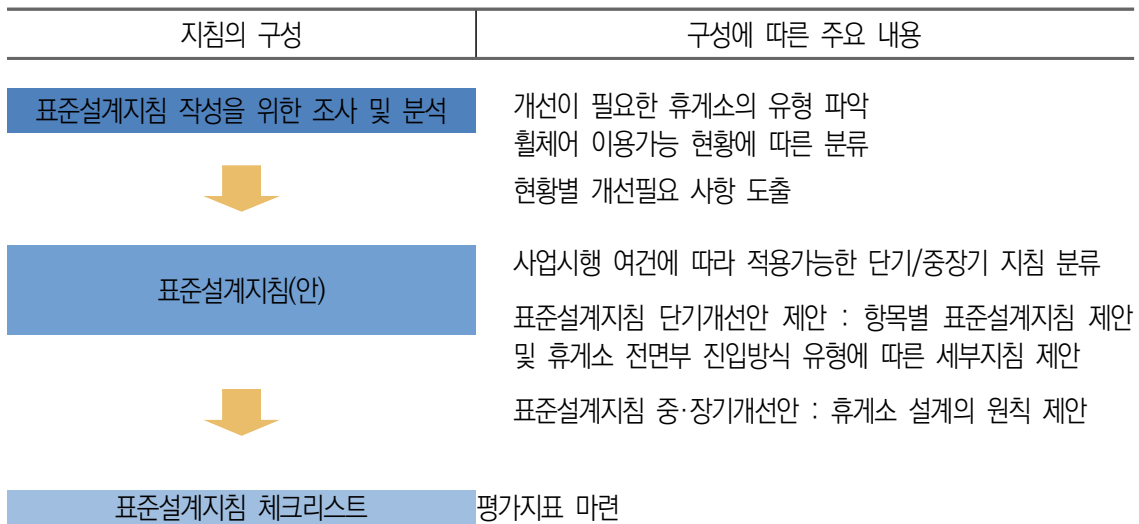 지침의 구성
구성에 따른 주요 내용
표준설계지침 작성을 위한 조사 및 분석
개선이 필요한 휴게소의 유형 파악
휠체어 이용가능 현황에 따른 분류
현황별 개선필요 사항 도출
표준설계지침(안)
사업시행 여건에 따라 적용가능한 단기/중장기 지침 분류
표준설계지침 단기개선안 제안 : 항목별 표준설계지침 제안
및 휴게소 전면부 진입방식 유형에 따른 세부지침 제안
표준설계지침 중·장기개선안 : 휴게소 설계의 원칙 제안
표준설계지침 체크리스트
평가지표 마련